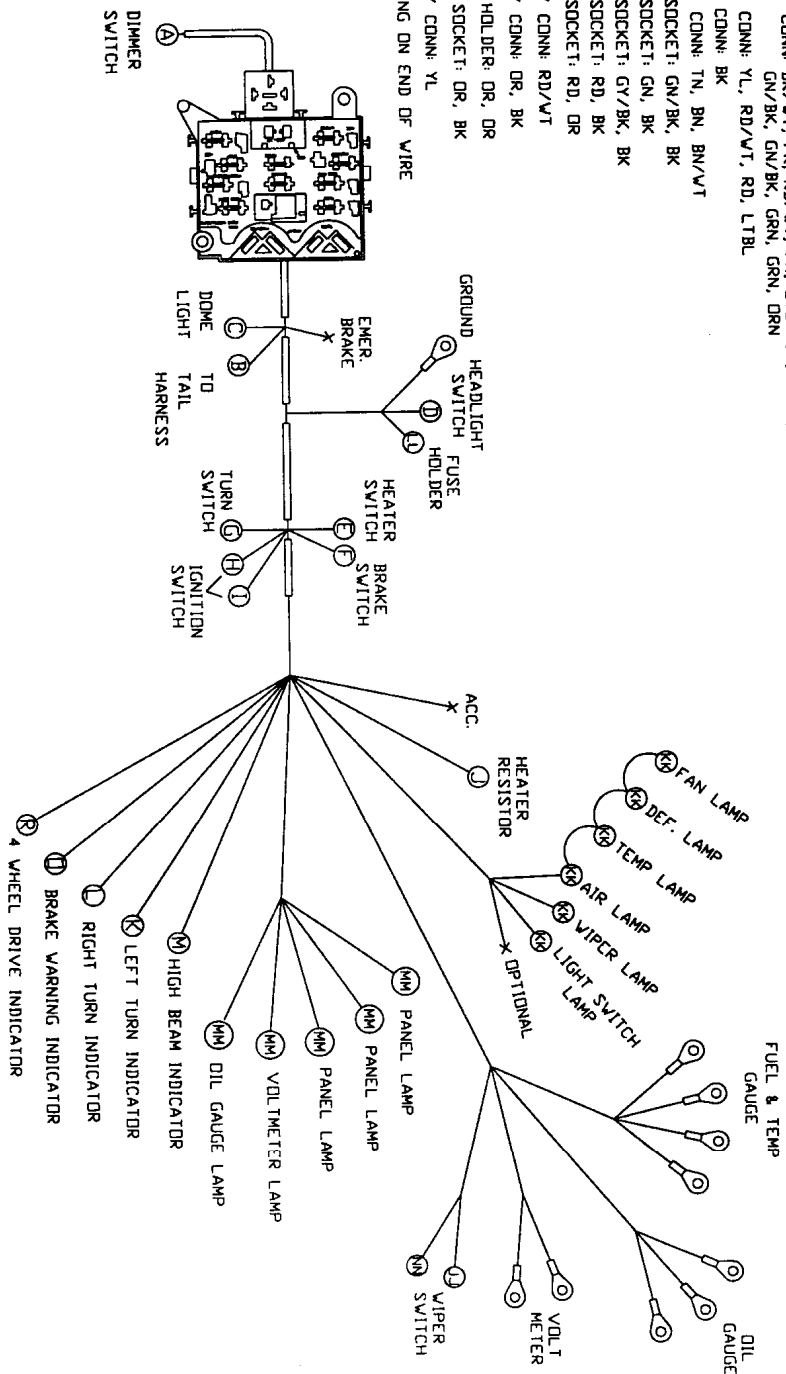 GN/BK, GN/BK, GRN, GRN, ORN
CONN: YL, RD/WT, RD, LTBL
CONN: BK
CONN: TN, BN, BN/WT
SOCKET: GN/BK, BK
SOCKET: GN, BK
SOCKET: GY/BK, BK
SOCKET: RD, BK
SOCKET: RD, OR
CONN: RD/WT
CONN: OR, BK
HOLDER: OR, OR
SOCKET: OR, BK
CONN: YL
NG ON END OF WIRE
A
DIMMER
SWITCH
EMER.
BRAKE
C
DOME
LIGHT
B
TO
TAIL
HARNESS
GROUND
D
HEADLIGHT
SWITCH
LL
FUSE
HOLDER
E
HEATER
SWITCH
F
BRAKE
SWITCH
G
TURN
SWITCH
H
I
IGNITION
SWITCH
ACC.
J
HEATER
RESISTOR
KK FAN LAMP
KK DEF. LAMP
KK TEMP LAMP
KK AIR LAMP
KK WIPER LAMP
KK LIGHT SWITCH
LAMP
OPTIONAL
FUEL & TEMP
GAUGE
OIL
GAUGE
VOLT
METER
JJ
NN
WIPER
SWITCH
MM PANEL LAMP
MM PANEL LAMP
MM PANEL LAMP
MM VOLTMETER LAMP
MM OIL GAUGE LAMP
M HIGH BEAM INDICATOR
K LEFT TURN INDICATOR
L RIGHT TURN INDICATOR
BRAKE WARNING INDICATOR
R 4 WHEEL DRIVE INDICATOR